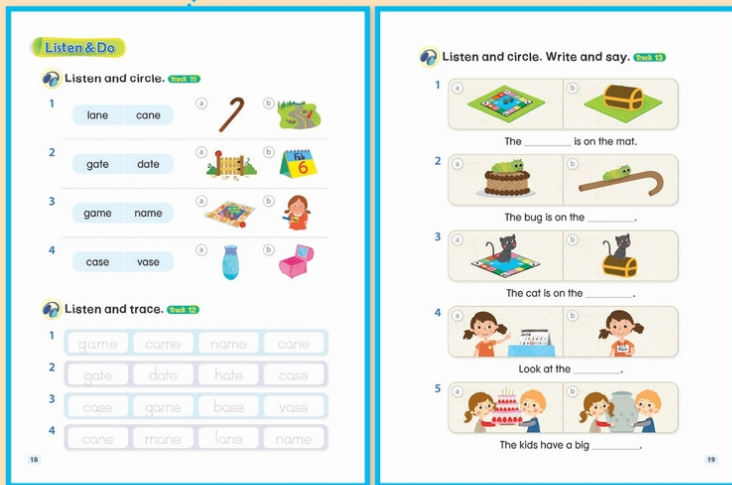 Listen & Do
Listen and circle. Track 11
1 lane cane a b
2 gate date a b
Feb
6
3 game name a b
4 case vase a b
Listen and trace. Track 12
1 game came name cane
2 gate date hate case
3 case game base vase
4 cane mane lane name
18
Listen and circle. Write and say. Track 13
1 a b
The ________ is on the mat.
2 a b
The bug is on the ________.
3 a b
The cat is on the ________.
4 a b
Look at the ________.
5 a b
The kids have a big ________.
19